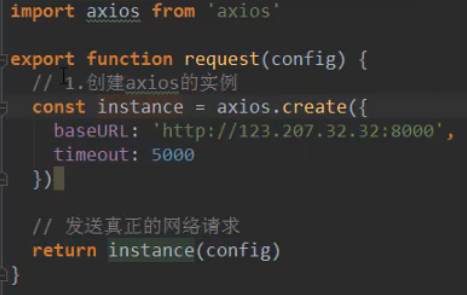 import axios from 'axios'
export function request(config) {
// 1.创建axios的实例
const instance = axios.create({
baseURL: 'http://123.207.32.32:8000',
timeout: 5000
})
// 发送真正的网络请求
return instance(config)
}